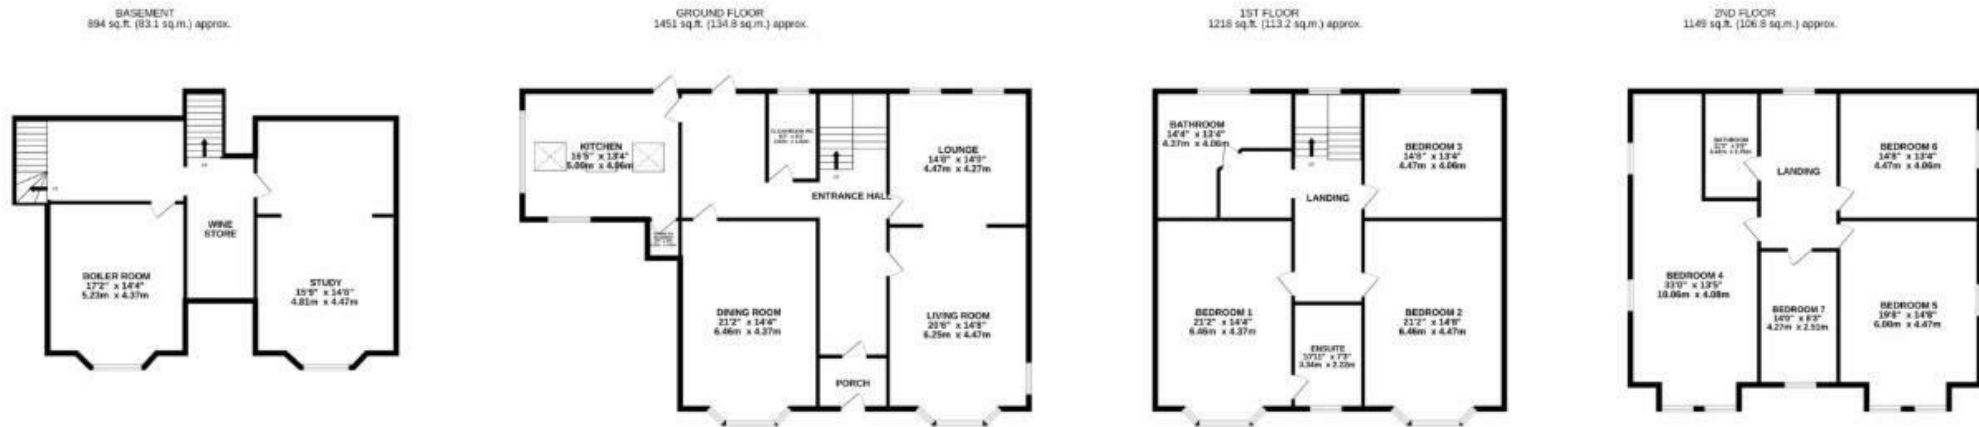 BASEMENT
894 sq.ft. (83.1 sq.m.) approx.
BOILER ROOM
17'2" x 14'4"
5.23m x 4.37m
WINE
STORE
STUDY
15'9" x 14'8"
4.81m x 4.47m
GROUND FLOOR
1451 sq.ft. (134.8 sq.m.) approx.
KITCHEN
16'5" x 13'4"
5.00m x 4.06m
ENTRANCE HALL
LOUNGE
14'8" x 14'0"
4.47m x 4.27m
DINING ROOM
21'2" x 14'4"
6.46m x 4.37m
LIVING ROOM
20'6" x 14'8"
6.25m x 4.47m
PORCH
1ST FLOOR
1218 sq.ft. (113.2 sq.m.) approx.
BATHROOM
14'4" x 13'4"
4.37m x 4.06m
BEDROOM 3
14'8" x 13'4"
4.47m x 4.06m
LANDING
BEDROOM 1
21'2" x 14'4"
6.46m x 4.37m
ENSUITE
10'11" x 7'3"
3.34m x 2.22m
BEDROOM 2
21'2" x 14'8"
6.46m x 4.47m
2ND FLOOR
1149 sq.ft. (106.8 sq.m.) approx.
BATHROOM
LANDING
BEDROOM 6
14'8" x 13'4"
4.47m x 4.06m
BEDROOM 4
33'0" x 13'5"
10.06m x 4.08m
BEDROOM 7
14'0" x 8'3"
4.27m x 2.51m
BEDROOM 5
19'8" x 14'8"
6.00m x 4.47m